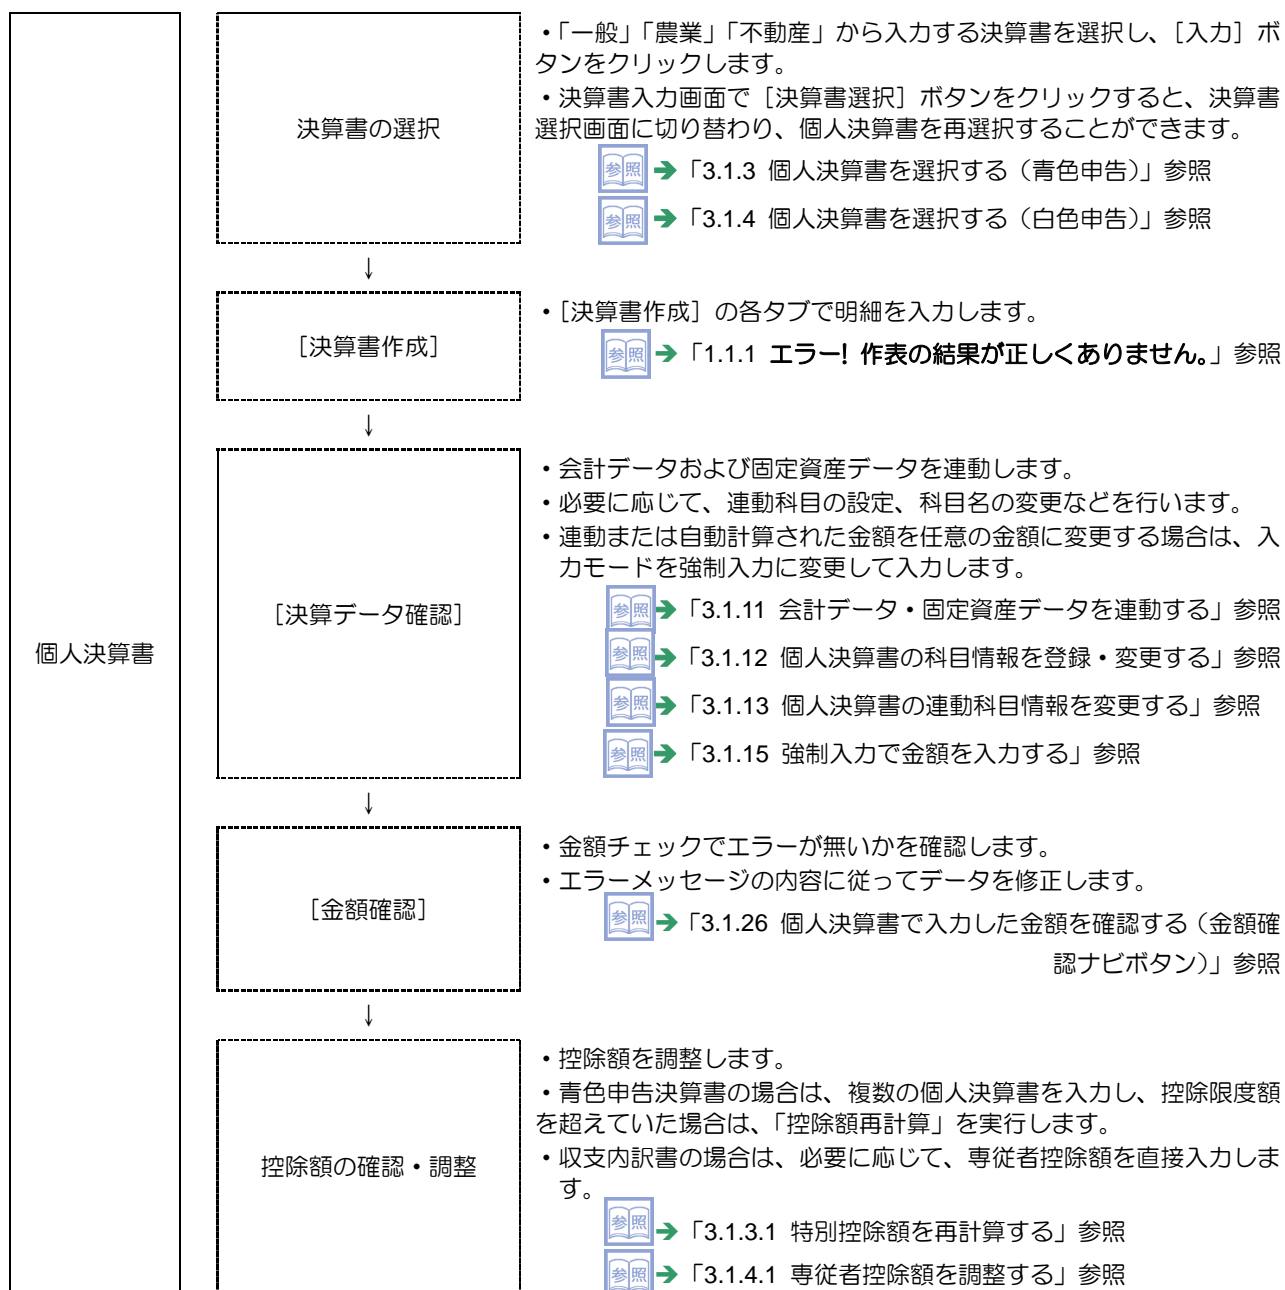 個人決算書
決算書の選択
・「一般」「農業」「不動産」から入力する決算書を選択し、［入力］ボ
タンをクリックします。
・決算書入力画面で［決算書選択］ボタンをクリックすると、決算書
選択画面に切り替わり、個人決算書を再選択することができます。
参照 ➔「3.1.3 個人決算書を選択する（青色申告）」参照
参照 ➔「3.1.4 個人決算書を選択する（白色申告）」参照
↓
［決算書作成］
・［決算書作成］の各タブで明細を入力します。
参照 ➔「1.1.1 エラー! 作表の結果が正しくありません。」参照
↓
［決算データ確認］
・会計データおよび固定資産データを連動します。
・必要に応じて、連動科目の設定、科目名の変更などを行います。
・連動または自動計算された金額を任意の金額に変更する場合は、入
力モードを強制入力に変更して入力します。
参照 ➔「3.1.11 会計データ・固定資産データを連動する」参照
参照 ➔「3.1.12 個人決算書の科目情報を登録・変更する」参照
参照 ➔「3.1.13 個人決算書の連動科目情報を変更する」参照
参照 ➔「3.1.15 強制入力で金額を入力する」参照
↓
［金額確認］
・金額チェックでエラーが無いかを確認します。
・エラーメッセージの内容に従ってデータを修正します。
参照 ➔「3.1.26 個人決算書で入力した金額を確認する（金額確
認ナビボタン）」参照
↓
控除額の確認・調整
・控除額を調整します。
・青色申告決算書の場合は、複数の個人決算書を入力し、控除限度額
を超えていた場合は、「控除額再計算」を実行します。
・収支内訳書の場合は、必要に応じて、専従者控除額を直接入力しま
す。
参照 ➔「3.1.3.1 特別控除額を再計算する」参照
参照 ➔「3.1.4.1 専従者控除額を調整する」参照